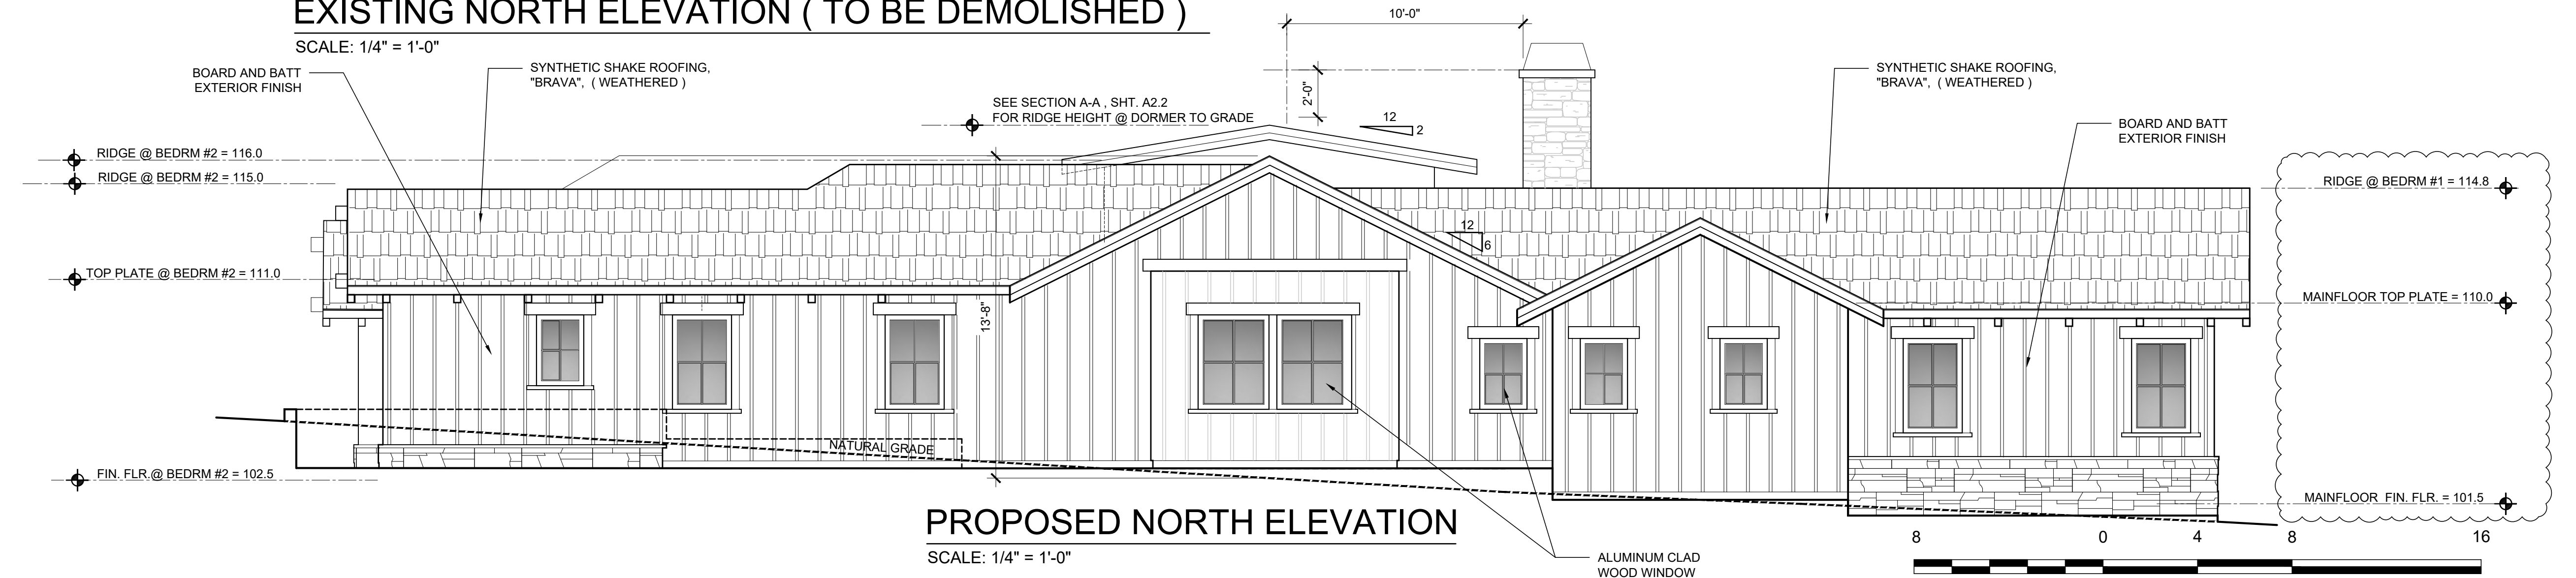 EXISTING NORTH ELEVATION ( TO BE DEMOLISHED )
SCALE: 1/4" = 1'-0"
10'-0"
BOARD AND BATT
EXTERIOR FINISH
SYNTHETIC SHAKE ROOFING,
"BRAVA", ( WEATHERED )
SEE SECTION A-A , SHT. A2.2
FOR RIDGE HEIGHT @ DORMER TO GRADE
2'-0"
12
2
SYNTHETIC SHAKE ROOFING,
"BRAVA", ( WEATHERED )
BOARD AND BATT
EXTERIOR FINISH
RIDGE @ BEDRM #2 = 116.0
RIDGE @ BEDRM #2 = 115.0
RIDGE @ BEDRM #1 = 114.8
12
6
TOP PLATE @ BEDRM #2 = 111.0
MAINFLOOR TOP PLATE = 110.0
13'-8"
NATURAL GRADE
FIN. FLR.@ BEDRM #2 = 102.5
MAINFLOOR FIN. FLR. = 101.5
PROPOSED NORTH ELEVATION
SCALE: 1/4" = 1'-0"
ALUMINUM CLAD
WOOD WINDOW
8 0 4 8 16